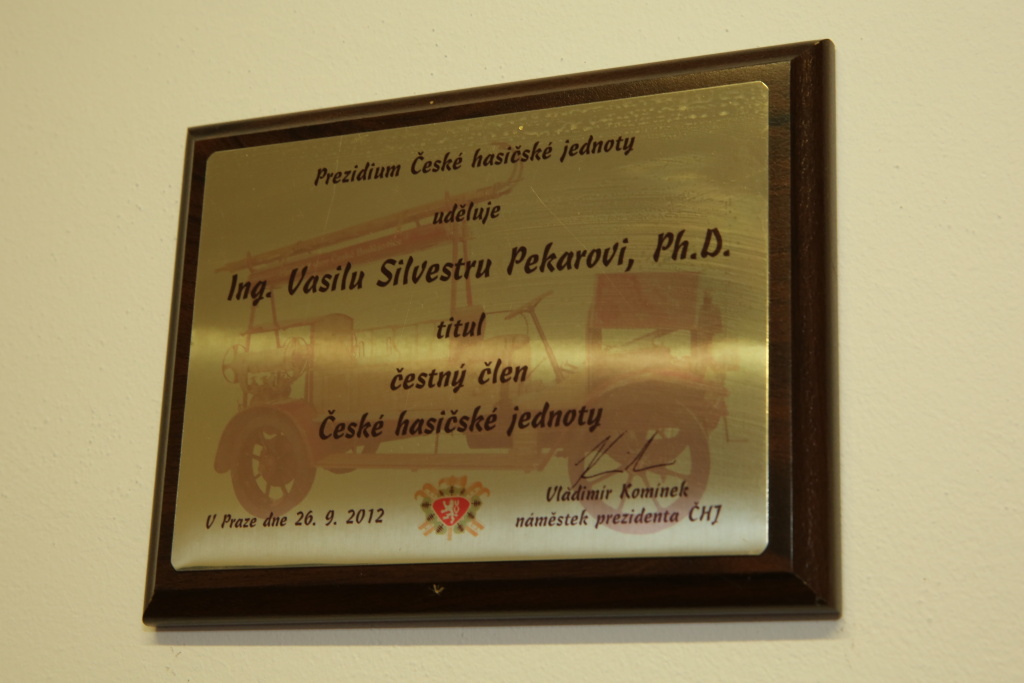 Prezidium České hasičské jednoty
uděluje
Ing. Vasilu Silvestru Pekarovi, Ph.D.
titul
čestný člen
České hasičské jednoty
V Praze dne 26. 9. 2012
Vladimír Komínek
náměstek prezidenta ČHJ